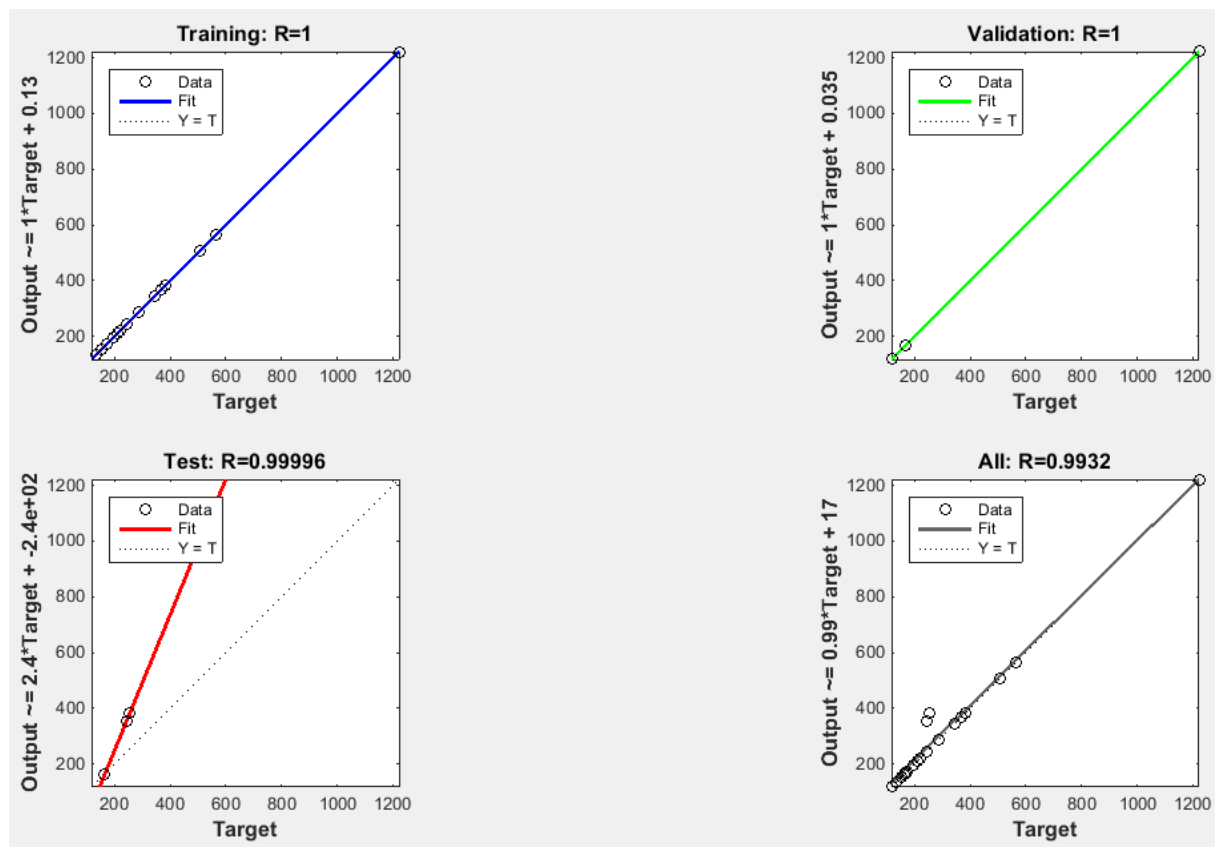 Training: R=1
Output ~= 1*Target + 0.13
Data
Fit
Y = T
1200
1000
800
600
400
200
200 400 600 800 1000 1200
Target
Validation: R=1
Output ~= 1*Target + 0.035
Data
Fit
Y = T
1200
1000
800
600
400
200
200 400 600 800 1000 1200
Target
Test: R=0.99996
Output ~= 2.4*Target + -2.4e+02
Data
Fit
Y = T
1200
1000
800
600
400
200
200 400 600 800 1000 1200
Target
All: R=0.9932
Output ~= 0.99*Target + 17
Data
Fit
Y = T
1200
1000
800
600
400
200
200 400 600 800 1000 1200
Target